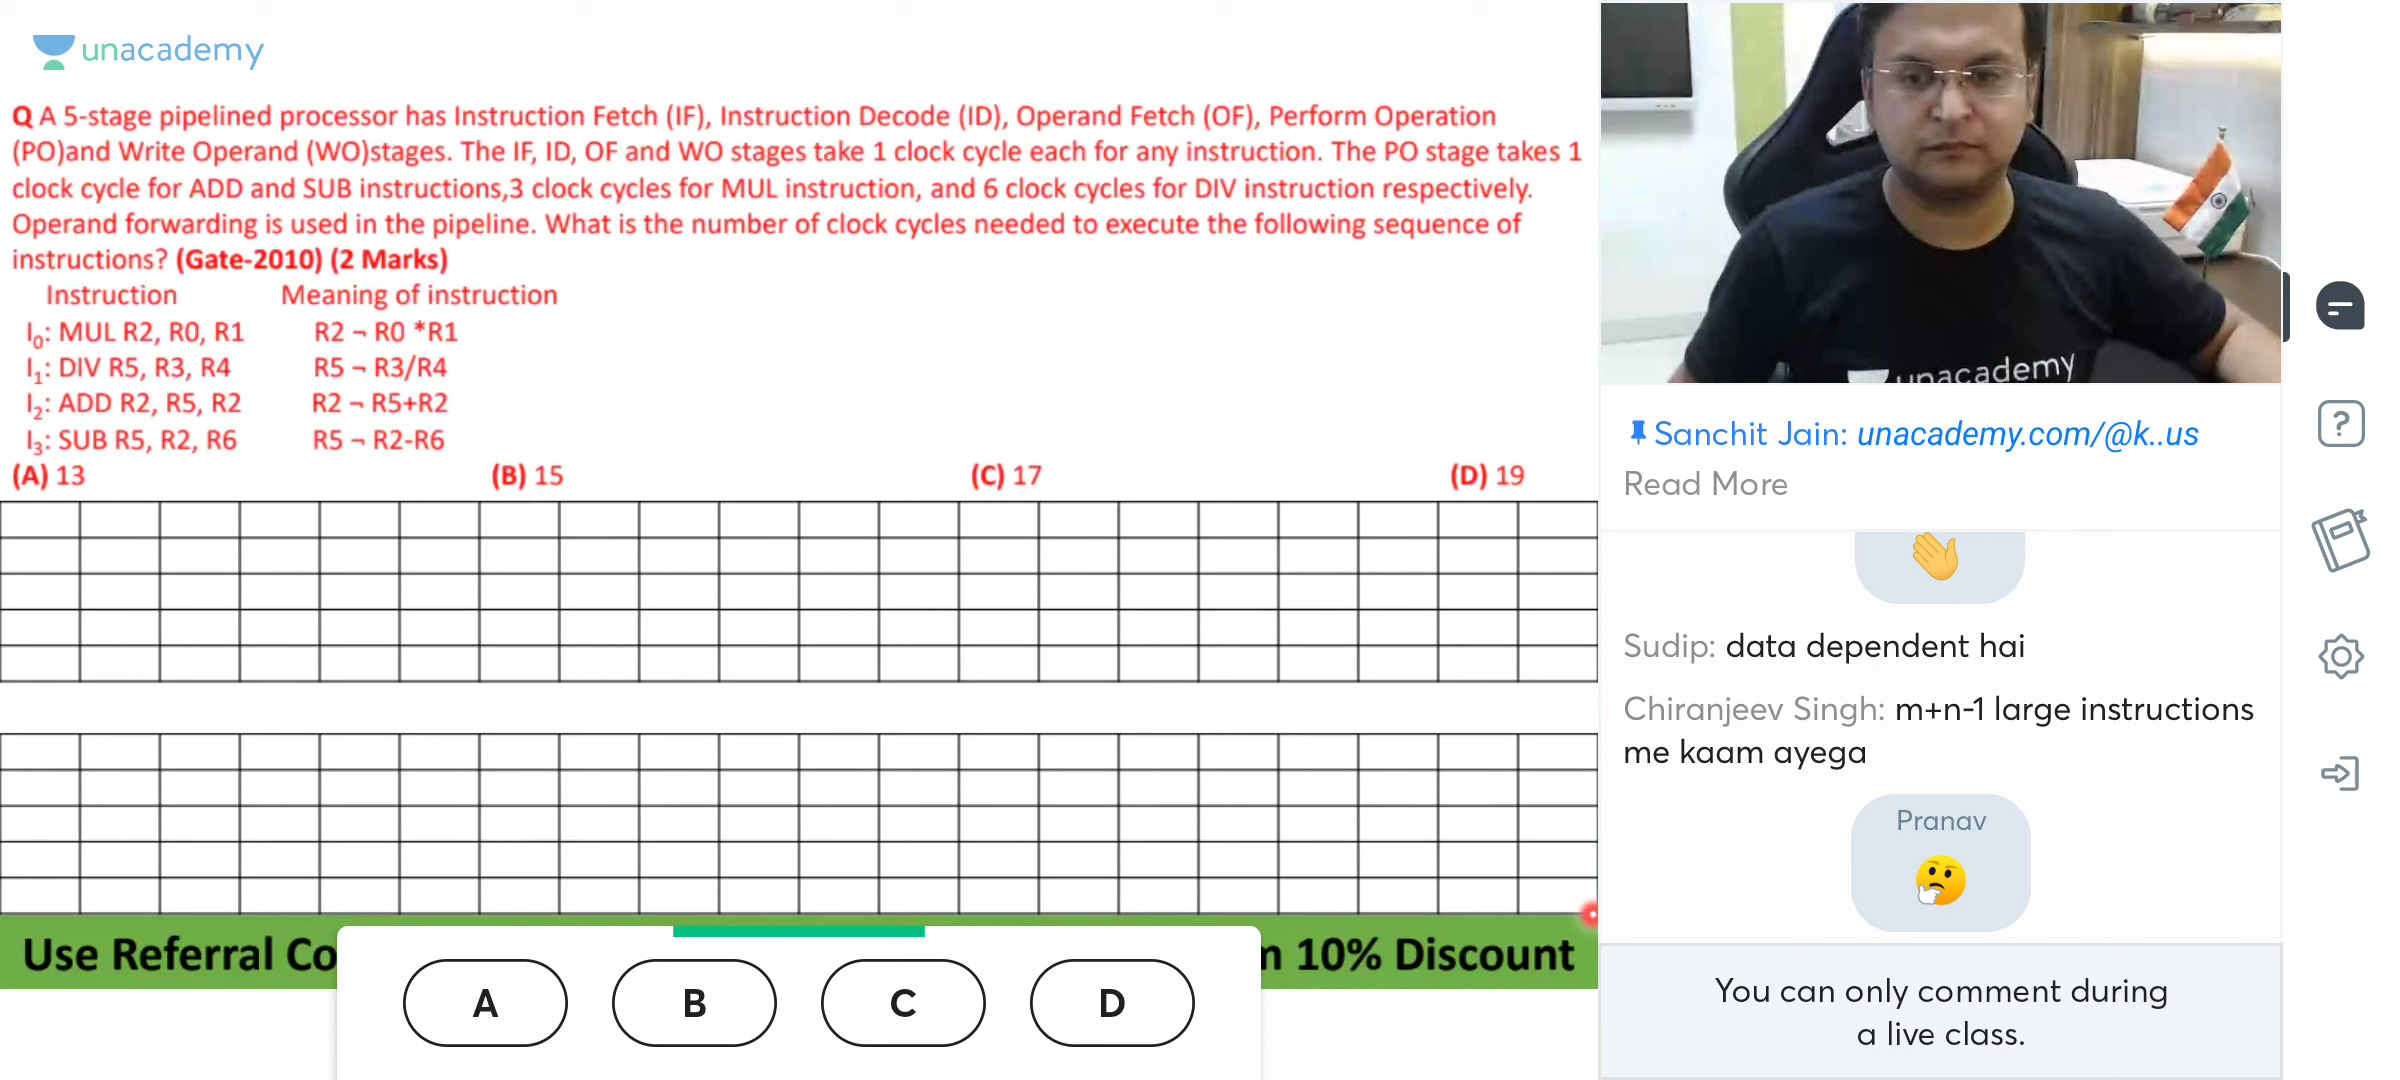 unacademy
Q A 5-stage pipelined processor has Instruction Fetch (IF), Instruction Decode (ID), Operand Fetch (OF), Perform Operation
(PO)and Write Operand (WO)stages. The IF, ID, OF and WO stages take 1 clock cycle each for any instruction. The PO stage takes 1
clock cycle for ADD and SUB instructions,3 clock cycles for MUL instruction, and 6 clock cycles for DIV instruction respectively.
Operand forwarding is used in the pipeline. What is the number of clock cycles needed to execute the following sequence of
instructions? (Gate-2010) (2 Marks)
Instruction Meaning of instruction
I0: MUL R2, R0, R1 R2 ¬ R0 *R1
I1: DIV R5, R3, R4 R5 ¬ R3/R4
I2: ADD R2, R5, R2 R2 ¬ R5+R2
I3: SUB R5, R2, R6 R5 ¬ R2-R6
(A) 13 (B) 15 (C) 17 (D) 19
Use Referral Co m 10% Discount
A B C D
unacademy
Sanchit Jain: unacademy.com/@k..us
Read More
Sudip: data dependent hai
Chiranjeev Singh: m+n-1 large instructions
me kaam ayega
Pranav
You can only comment during
a live class.